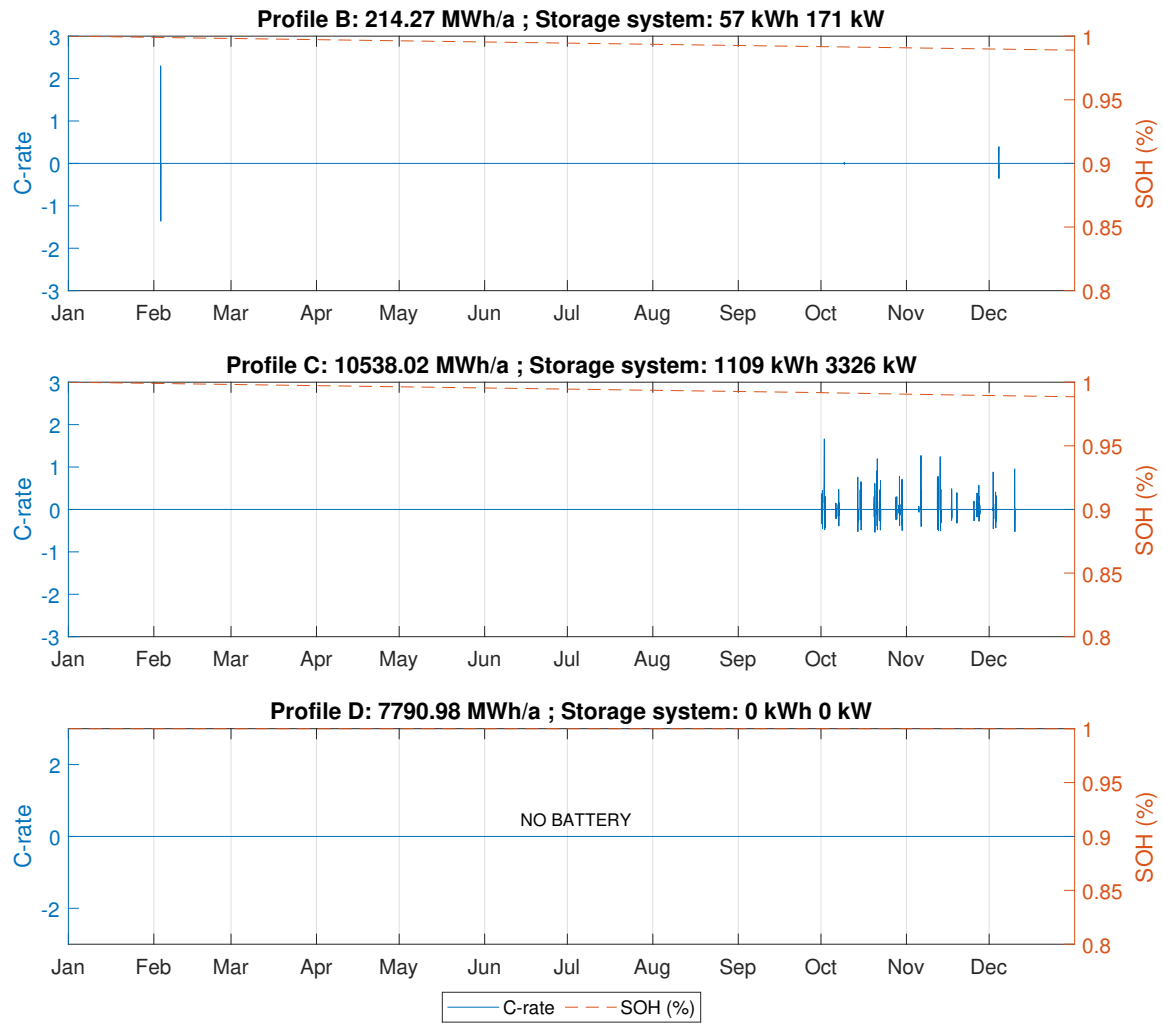 Profile B: 214.27 MWh/a ; Storage system: 57 kWh 171 kW
3
2
1
0
-1
-2
-3
C-rate
1
0.95
0.9
0.85
0.8
SOH (%)
Jan Feb Mar Apr May Jun Jul Aug Sep Oct Nov Dec
Profile C: 10538.02 MWh/a ; Storage system: 1109 kWh 3326 kW
3
2
1
0
-1
-2
-3
C-rate
1
0.95
0.9
0.85
0.8
SOH (%)
Jan Feb Mar Apr May Jun Jul Aug Sep Oct Nov Dec
Profile D: 7790.98 MWh/a ; Storage system: 0 kWh 0 kW
2
0
-2
C-rate
NO BATTERY
1
0.95
0.9
0.85
0.8
SOH (%)
Jan Feb Mar Apr May Jun Jul Aug Sep Oct Nov Dec
C-rate SOH (%)